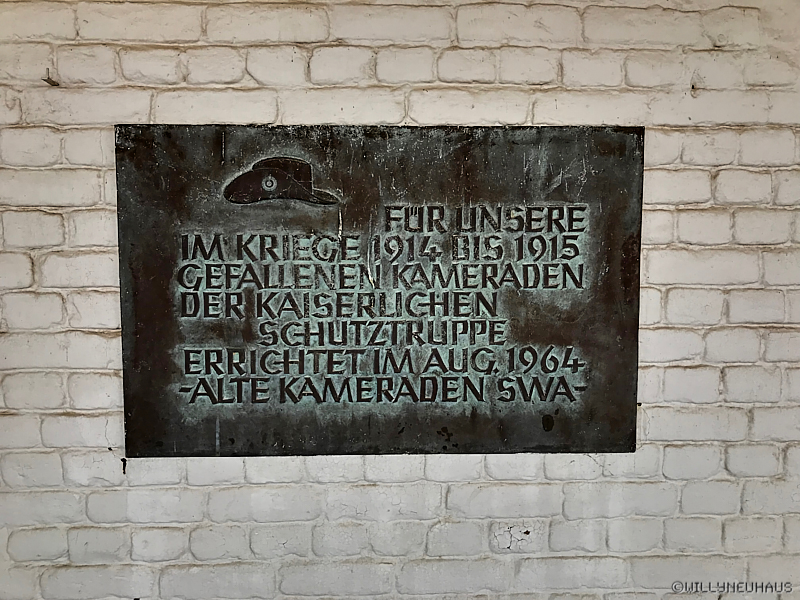 FÜR UNSERE
IM KRIEGE 1914 BIS 1915
GEFALLENEN KAMERADEN
DER KAISERLICHEN
SCHUTZTRUPPE
ERRICHTET IM AUG. 1964
-ALTE KAMERADEN SWA-
©WILLYNEUHAUS